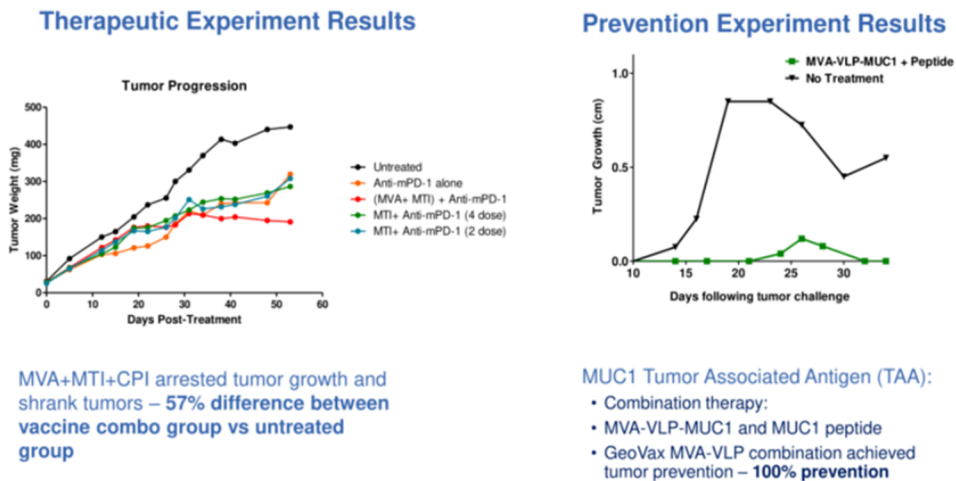 Therapeutic Experiment Results
Tumor Progression
500
400
300
200
100
0
Tumor Weight (mg)
0 10 20 30 40 50 60
Days Post-Treatment
Untreated
Anti-mPD-1 alone
(MVA+ MTI) + Anti-mPD-1
MTI+ Anti-mPD-1 (4 dose)
MTI+ Anti-mPD-1 (2 dose)
MVA+MTI+CPI arrested tumor growth and
shrank tumors – 57% difference between
vaccine combo group vs untreated
group
Prevention Experiment Results
MVA-VLP-MUC1 + Peptide
No Treatment
1.0
0.5
0.0
Tumor Growth (cm)
10 15 20 25 30
Days following tumor challenge
MUC1 Tumor Associated Antigen (TAA):
• Combination therapy:
• MVA-VLP-MUC1 and MUC1 peptide
• GeoVax MVA-VLP combination achieved
tumor prevention – 100% prevention